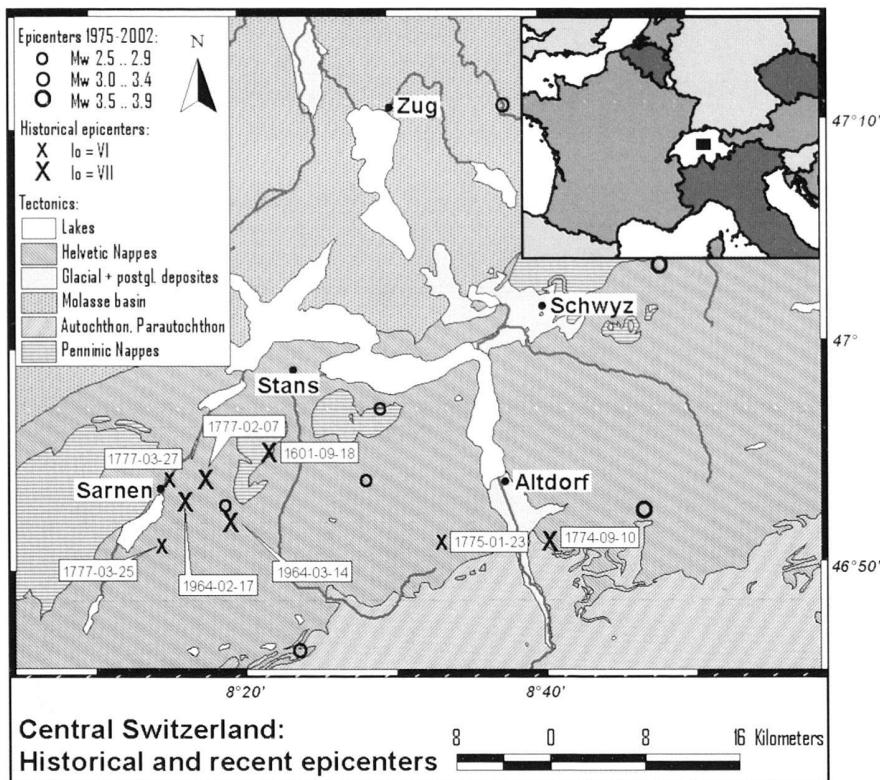 Epicenters 1975-2002:
Mw 2.5 .. 2.9
Mw 3.0 .. 3.4
Mw 3.5 .. 3.9
N
Historical epicenters:
X Io = VI
X Io = VII
Tectonics:
Lakes
Helvetic Nappes
Glacial + postgl. deposites
Molasse basin
Autochthon, Parautochthon
Penninic Nappes
Zug
47°10'
Schwyz
47°
Stans
1777-02-07
1777-03-27
1601-09-18
Sarnen
Altdorf
1775-01-23
1774-09-10
1777-03-25
1964-02-17
1964-03-14
46°50'
8°20'
8°40'
Central Switzerland:
Historical and recent epicenters
8 0 8 16 Kilometers